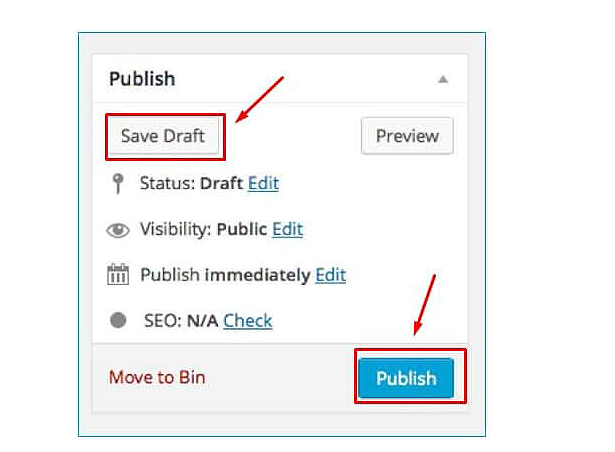 Publish
Save Draft Preview
Status: Draft Edit
Visibility: Public Edit
Publish immediately Edit
SEO: N/A Check
Move to Bin Publish